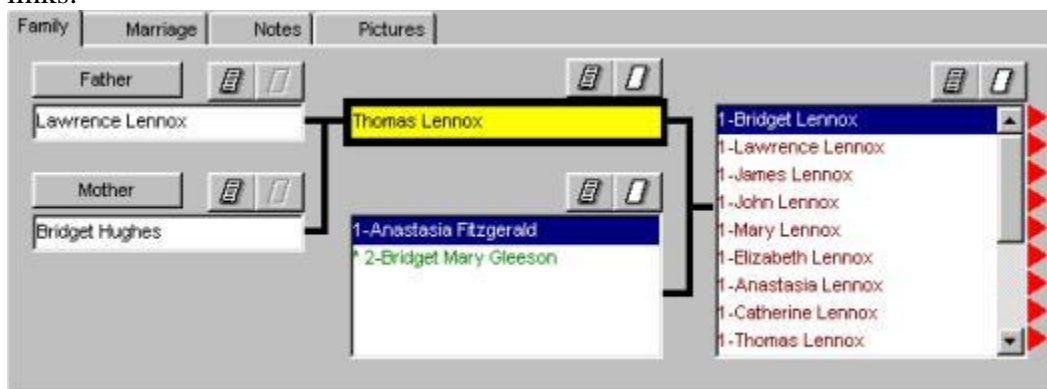 links.
Family Marriage Notes Pictures
Father
Lawrence Lennox
Mother
Bridget Hughes
Thomas Lennox
1-Anastasia Fitzgerald
* 2-Bridget Mary Gleeson
1-Bridget Lennox
1-Lawrence Lennox
1-James Lennox
1-John Lennox
1-Mary Lennox
1-Elizabeth Lennox
1-Anastasia Lennox
1-Catherine Lennox
1-Thomas Lennox